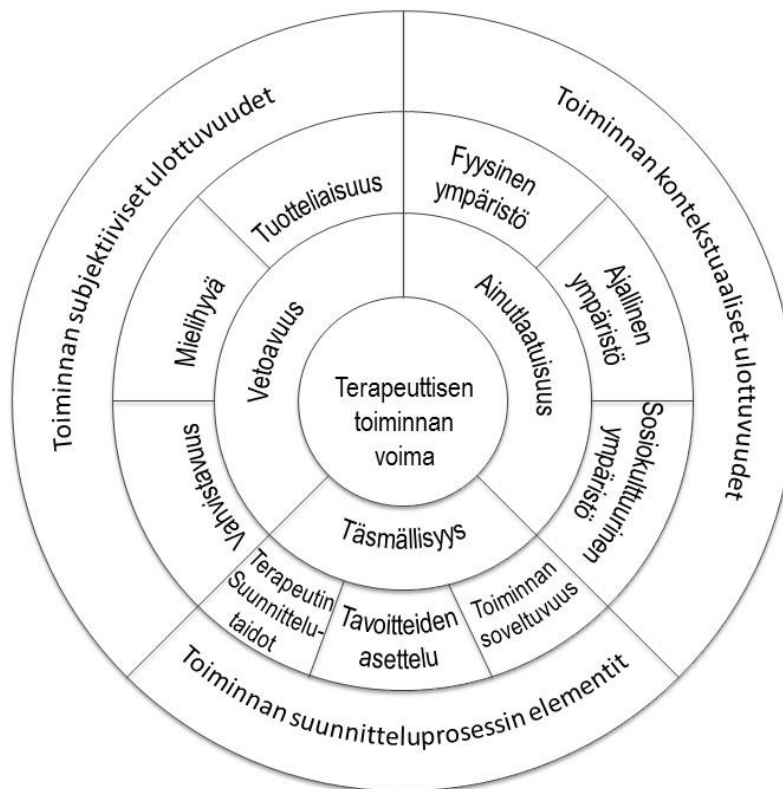 Toiminnan subjektiiviset ulottuvuudet
Toiminnan kontekstuaaliset ulottuvuudet
Toiminnan suunnitteluprosessin elementit
Tuotteliaisuus
Mielihyvä
Vahvistavuus
Fyysinen
ympäristö
Ajallinen
ympäristö
Sosiokulttuurinen
ympäristö
Terapeutin
Suunnittelu-
taidot
Tavoitteiden
asettelu
Toiminnan
soveltuvuus
Vetoavuus
Ainutlaatuisuus
Täsmällisyys
Terapeuttisen
toiminnan
voima